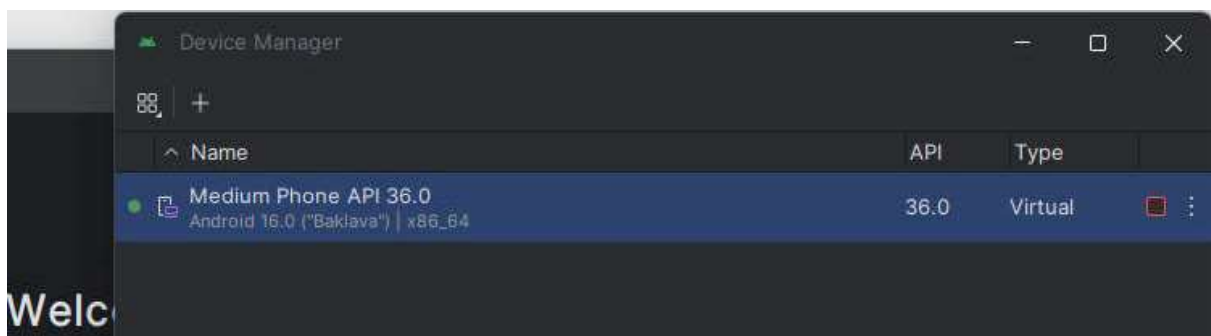 Device Manager
Name API Type
Medium Phone API 36.0 36.0 Virtual
Android 16.0 ("Baklava") | x86_64
Welc